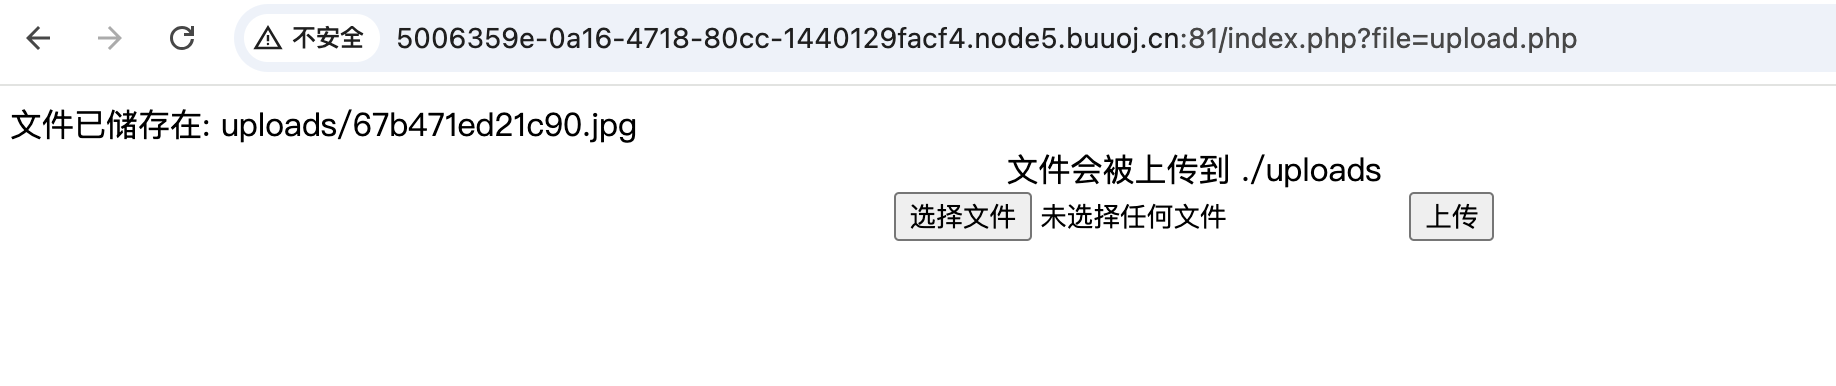 不安全 5006359e-0a16-4718-80cc-1440129facf4.node5.buuoj.cn:81/index.php?file=upload.php
文件已储存在: uploads/67b471ed21c90.jpg
文件会被上传到 ./uploads
选择文件 未选择任何文件 上传